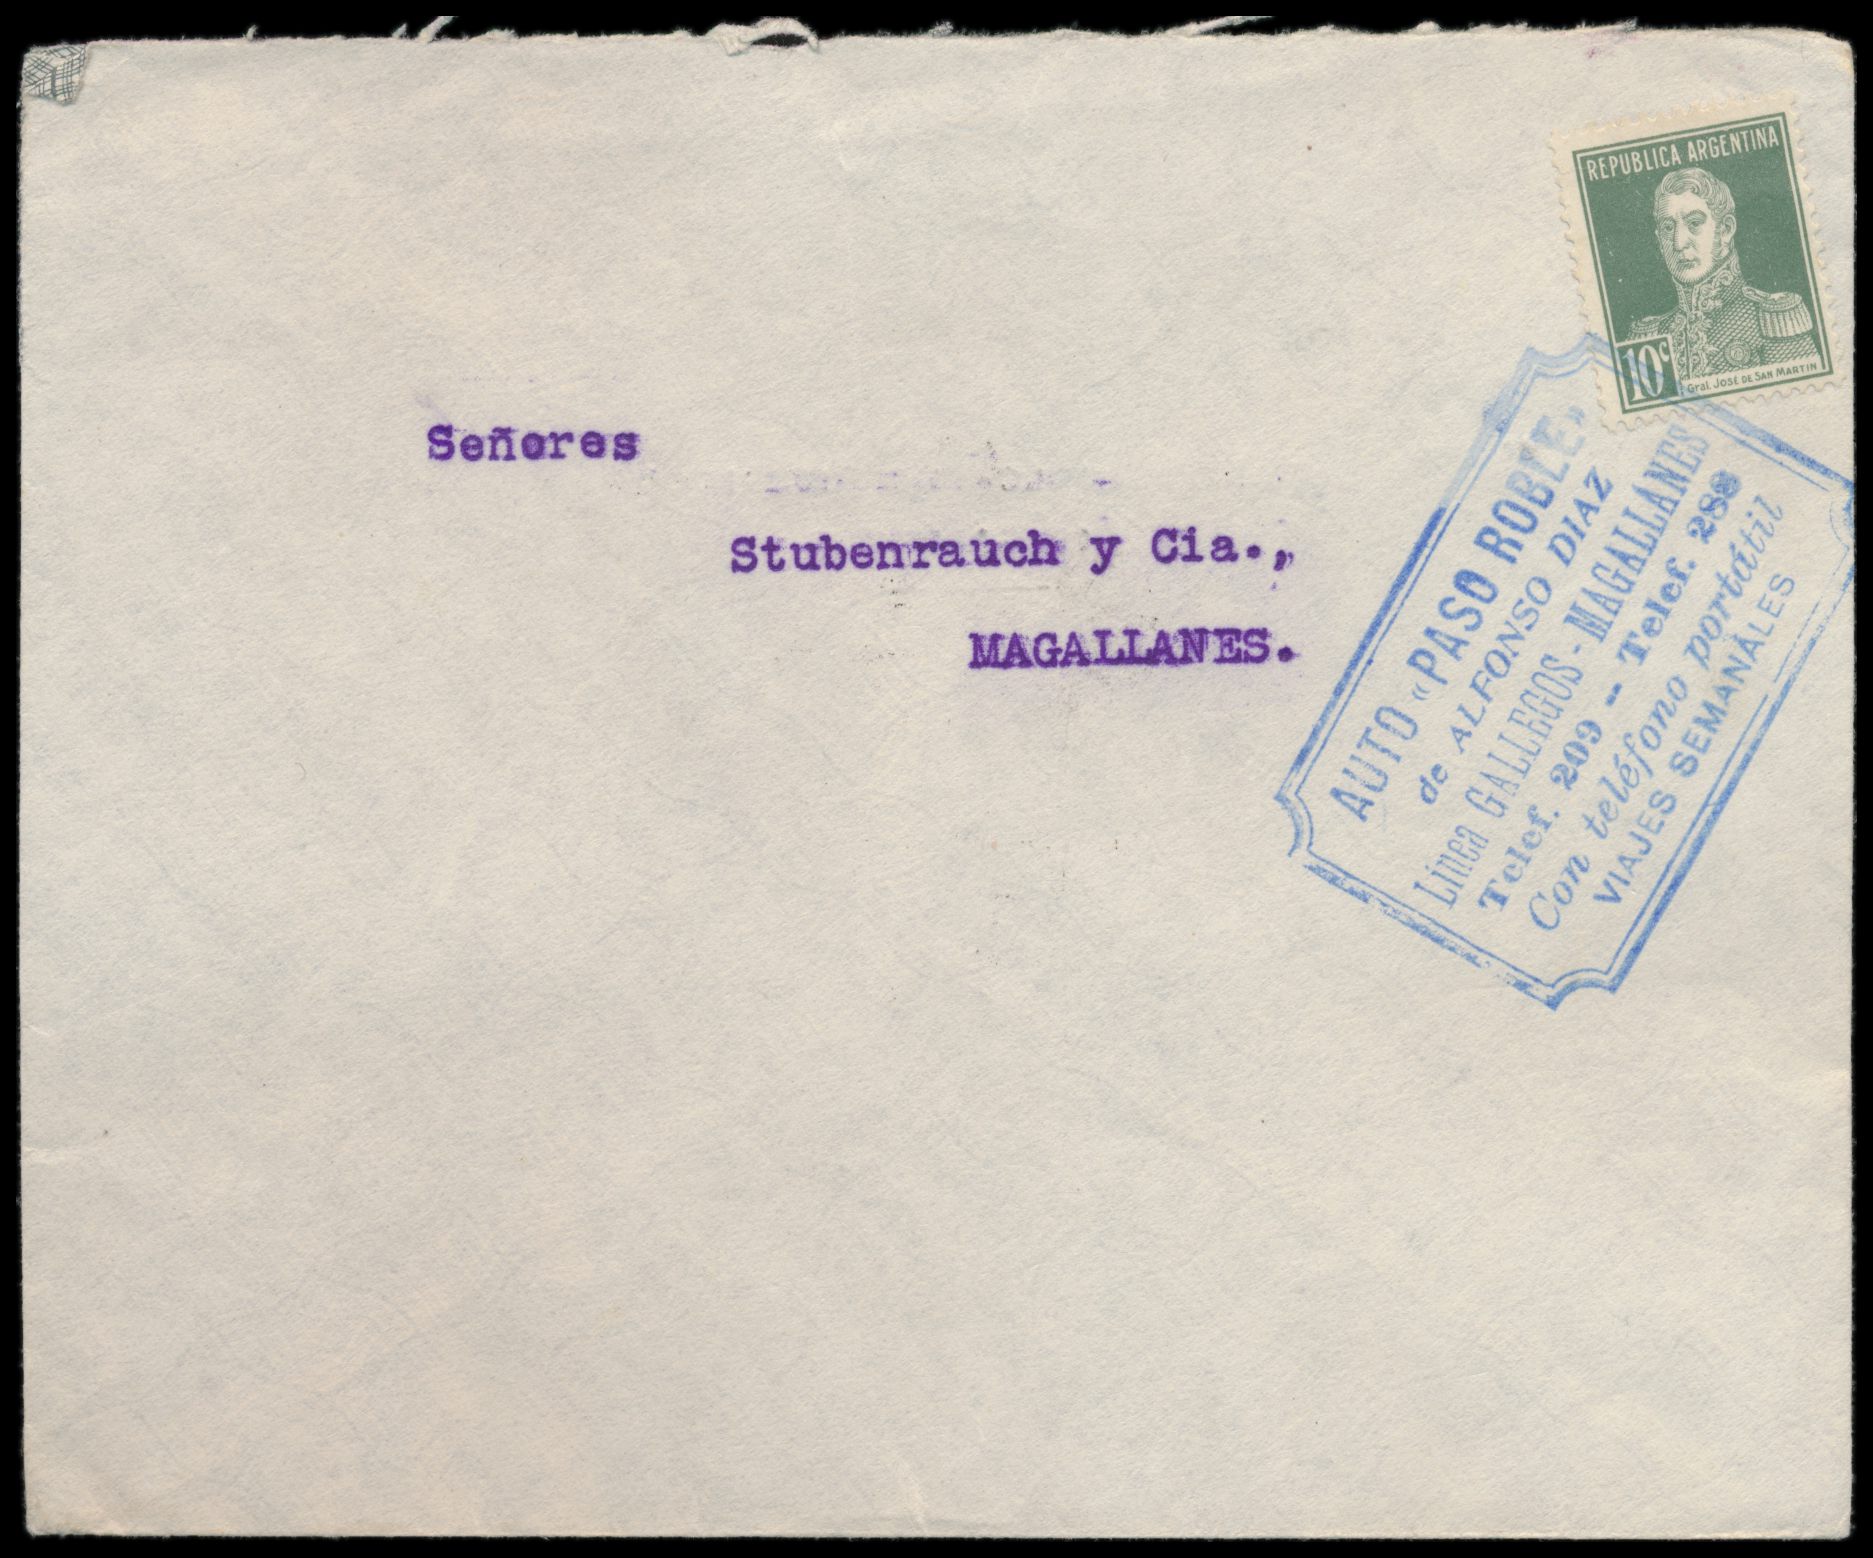 REPUBLICA ARGENTINA
10c
Gral. JOSÉ DE SAN MARTIN
Señores
Stubenrauch y Cia.,
MAGALLANES.
AUTO «PASO ROBLE»
de ALFONSO DIAZ
Línea GALLEGOS - MAGALLANES
Telef. 209 -- Telef. 288
Con teléfono portátil
VIAJES SEMANALES